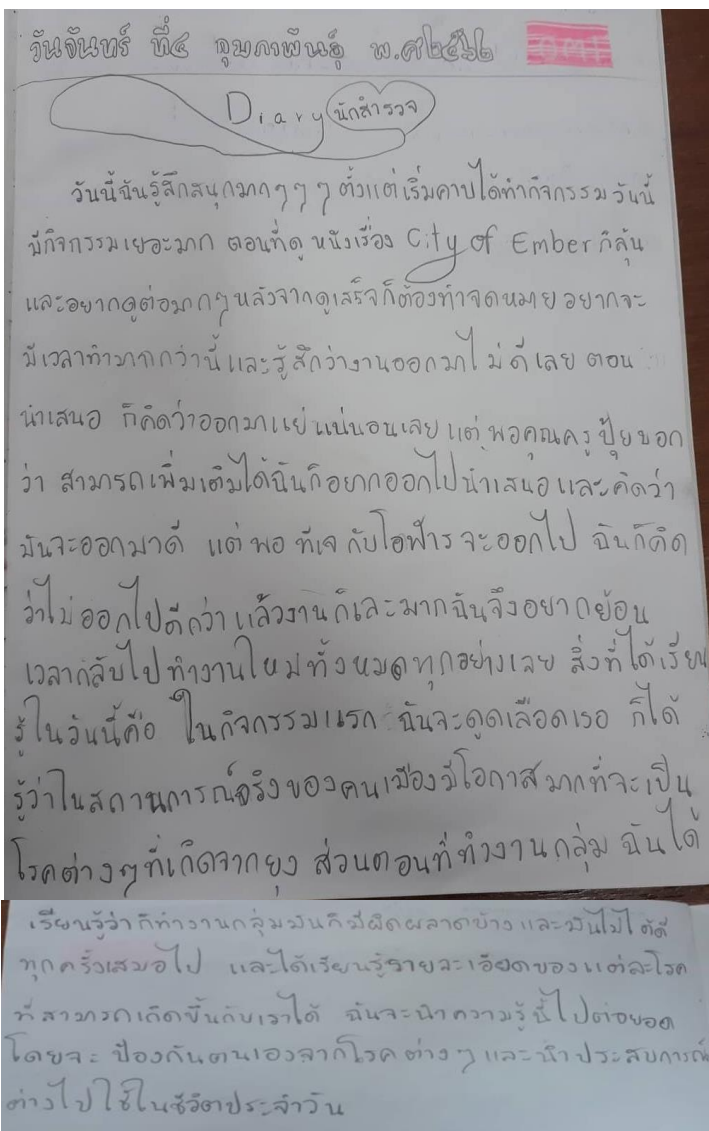 วันจันทร์ ที่๔ กุมภาพันธุ์ พ.ศ๒๕๖๒
Diary นักสำรวจ
วันนี้ฉันรู้สึกสนุกมากๆๆๆ ตั้งแต่เริ่มคาบได้ทำกิจกรรม วันนี้
มีกิจกรรมเยอะมาก ตอนที่ดู หนังเรื่อง City of Ember ก็ลุ้น
และอยากดูต่อมากๆหลังจากดูเสร็จก็ต้องทำจดหมาย อยากจะ
มีเวลาทำมากกว่านี้และรู้สึกว่างานออกมาไม่ดีเลย ตอน
นำเสนอ ก็คิดว่าออกมาแย่แน่นอนเลย แต่ พอคุณครูปุ้ยบอก
ว่า สามารถเพิ่มเติมได้ฉันก็อยากออกไปนำเสนอและคิดว่า
มันจะออกมาดี แต่ พอ ทีเจ กับโอฬาร จะออกไป ฉันก็คิด
ว่าไม่ออกไปดีกว่า แล้วงานก็เละมากฉันจึงอยากย้อน
เวลากลับไปทำงานใหม่ทั้งหมดทุกอย่างเลย สิ่งที่ได้เรียน
รู้ในวันนี้คือ ในกิจกรรมแรก ฉันจะดูดเลือดเธอ ก็ได้
รู้ว่าในสถานการณ์จริงของคนเมืองมีโอกาสมากที่จะเป็น
โรคต่างๆที่เกิดจากยุง ส่วนตอนที่ทำงานกลุ่ม ฉันได้
เรียนรู้ว่าก็ทำงานกลุ่มมันก็มีผิดผลาดบ้าง และมันไม่ได้ดี
ทุกครั้งเสมอไป และได้เรียนรู้รายละเอียดของแต่ละโรค
ที่สามารถเกิดขึ้นกับเราได้ ฉันจะนำความรู้นี้ไปต่อยอด
โดยจะ ป้องกันตนเองจากโรคต่างๆ และนำประสบการณ์
ต่างไปใช้ในชีวิตประจำวัน